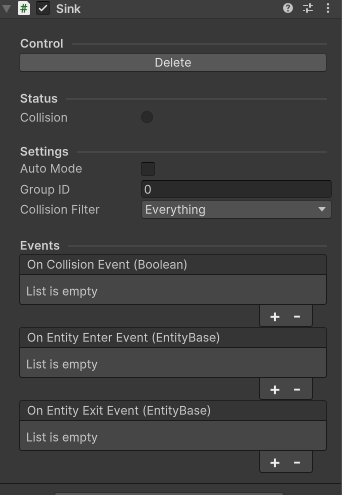 Sink
Control
Delete
Status
Collision
Settings
Auto Mode
Group ID 0
Collision Filter Everything
Events
On Collision Event (Boolean)
List is empty
+ -
On Entity Enter Event (EntityBase)
List is empty
+ -
On Entity Exit Event (EntityBase)
List is empty
+ -